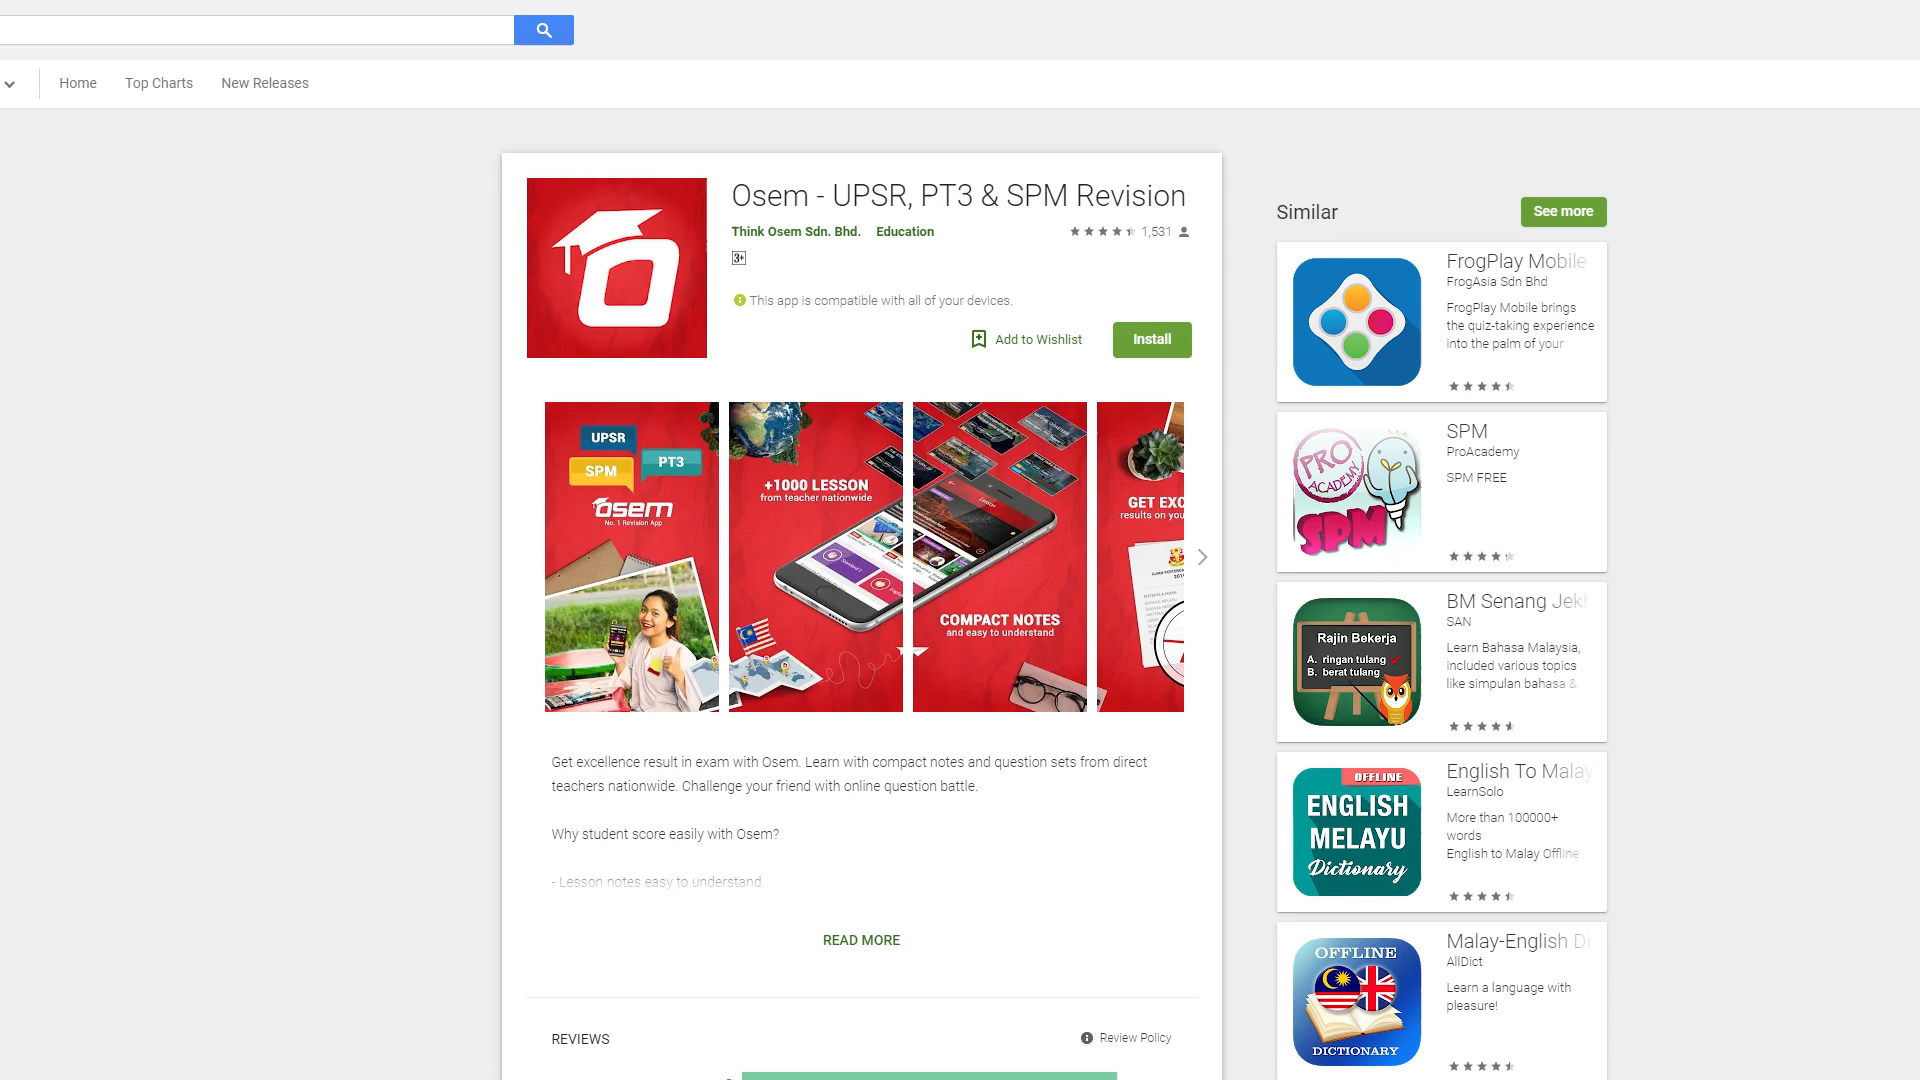 Home
Top Charts
New Releases
Osem - UPSR, PT3 & SPM Revision
Think Osem Sdn. Bhd.
Education
1,531
3+
This app is compatible with all of your devices.
Add to Wishlist
Install
UPSR
SPM
PT3
osem
No. 1 Revision App
+1000 LESSON
from teacher nationwide
Lesson
Standard 1
COMPACT NOTES
and easy to understand
GET EXC
results on you
Get excellence result in exam with Osem. Learn with compact notes and question sets from direct
teachers nationwide. Challenge your friend with online question battle.
Why student score easily with Osem?
- Lesson notes easy to understand.
READ MORE
REVIEWS
Review Policy
Similar
See more
FrogPlay Mobile
FrogAsia Sdn Bhd
FrogPlay Mobile brings
the quiz-taking experience
into the palm of your
PRO
ACADEMY
SPM
SPM
ProAcademy
SPM FREE
Rajin Bekerja
A. ringan tulang
B. berat tulang
BM Senang Jek!
SAN
Learn Bahasa Malaysia,
included various topics
like simpulan bahasa &
OFFLINE
ENGLISH
MELAYU
Dictionary
English To Malay
LearnSolo
More than 100000+
words
English to Malay Offline
OFFLINE
DICTIONARY
Malay-English Di
AllDict
Learn a language with
pleasure!